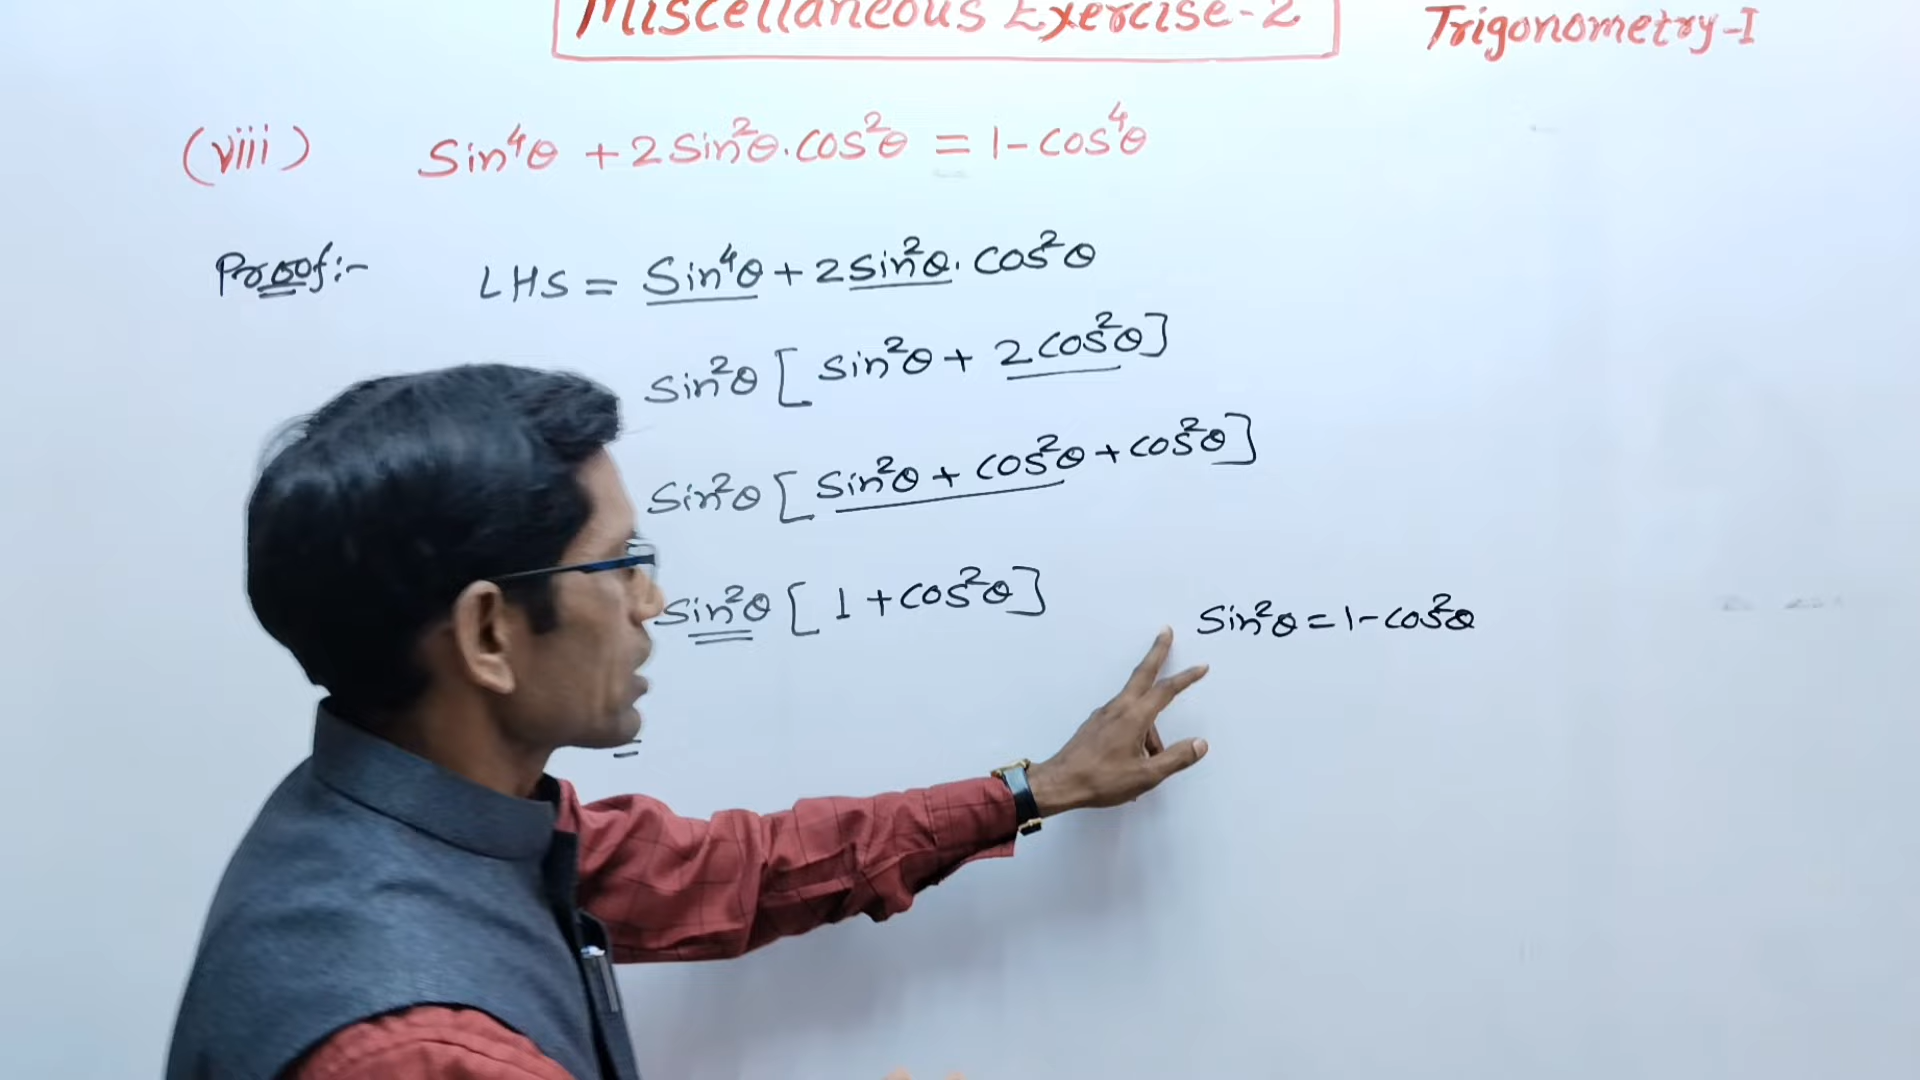 Miscellaneous Exercise-2
Trigonometry-I
(viii) Sin⁴θ + 2Sin²θ.cos²θ = 1-cos⁴θ
Proof:- LHS = Sin⁴θ + 2sin²θ. cos²θ
Sin²θ [ sin²θ + 2cos²θ]
Sin²θ [ Sin²θ + cos²θ + cos²θ]
Sin²θ [ 1 + cos²θ]
Sin²θ = 1-cos²θ
=